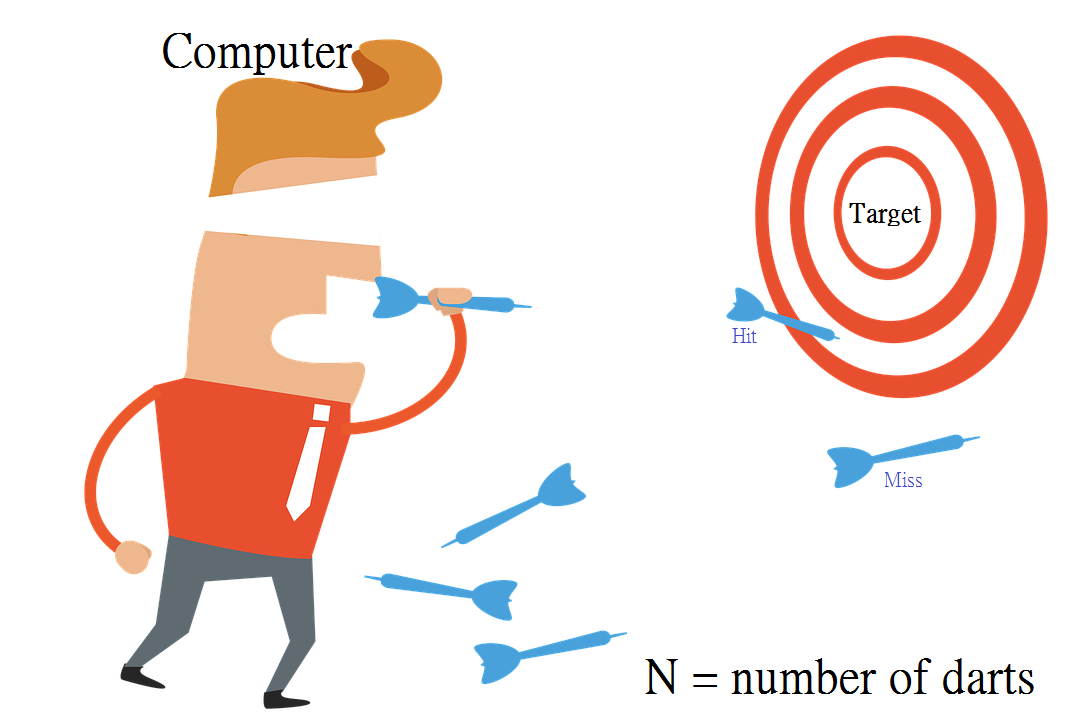 Computer
Target
Hit
Miss
N = number of darts